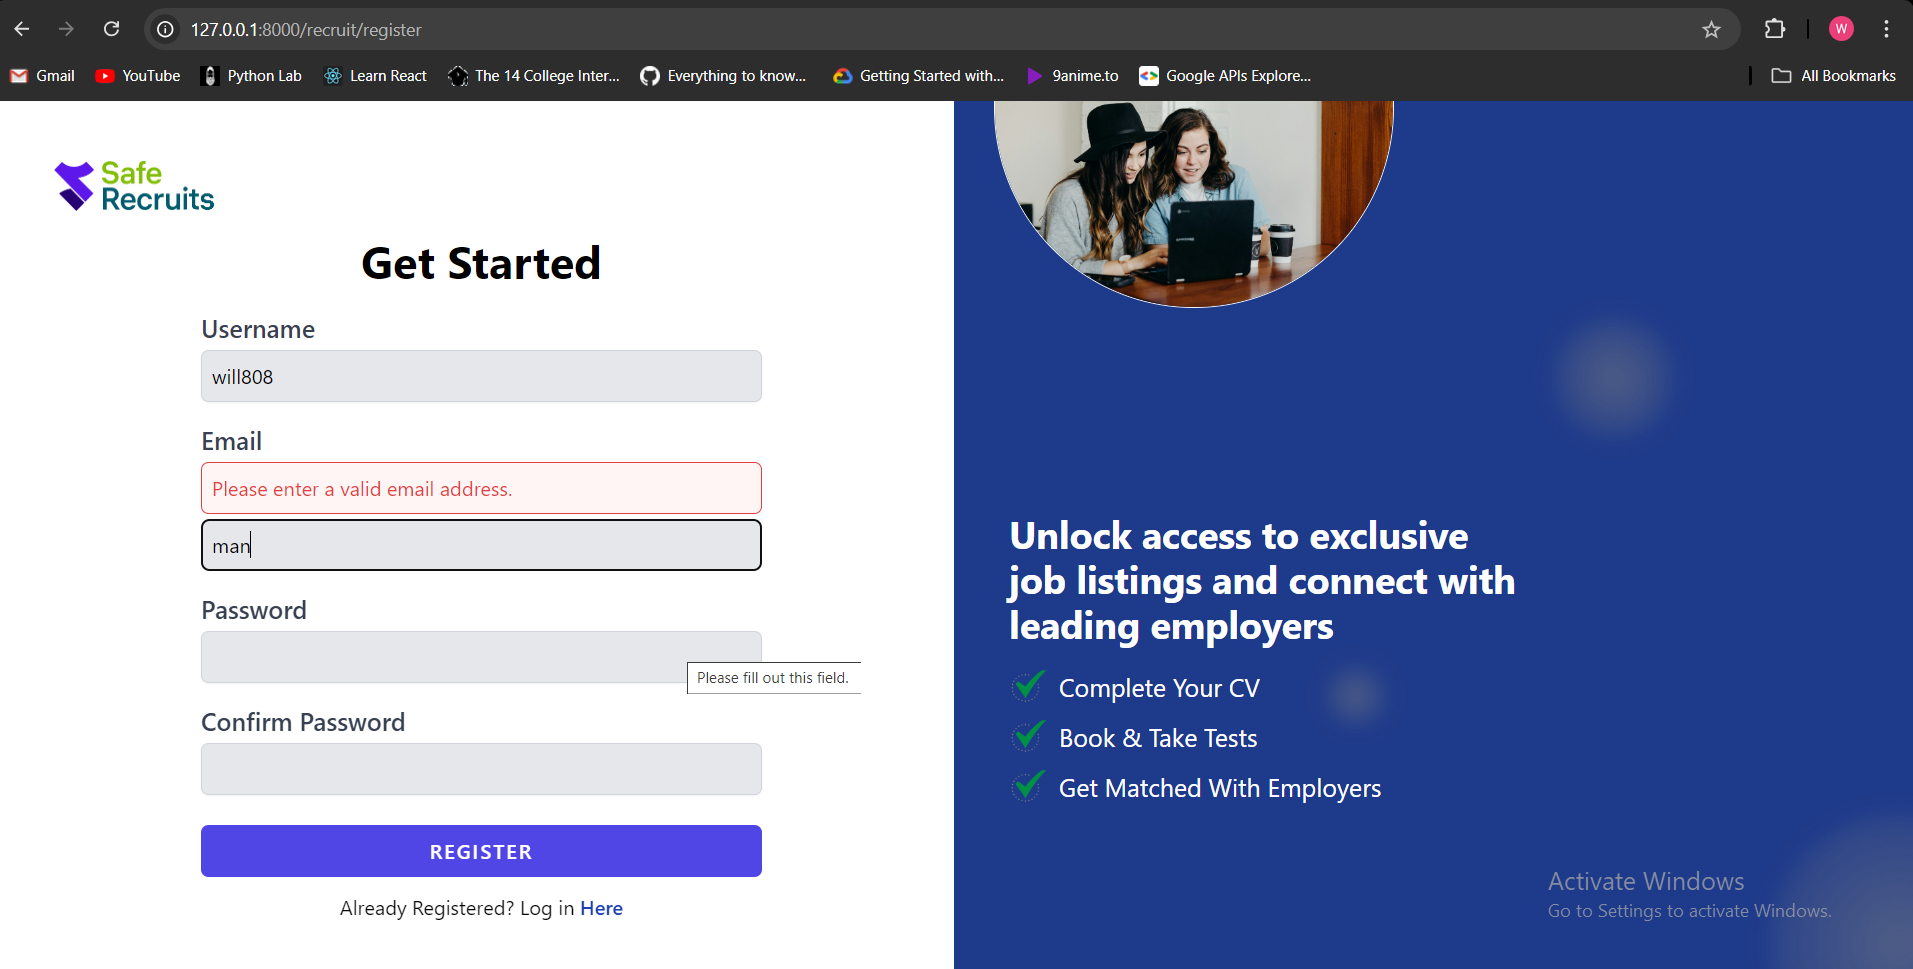 127.0.0.1:8000/recruit/register
W
Gmail
YouTube
Python Lab
Learn React
The 14 College Inter...
Everything to know...
Getting Started with...
9anime.to
Google APIs Explore...
All Bookmarks
Safe
Recruits
Get Started
Username
will808
Email
Please enter a valid email address.
man
Password
Please fill out this field.
Confirm Password
REGISTER
Already Registered? Log in Here
Unlock access to exclusive
job listings and connect with
leading employers
Complete Your CV
Book & Take Tests
Get Matched With Employers
Activate Windows
Go to Settings to activate Windows.